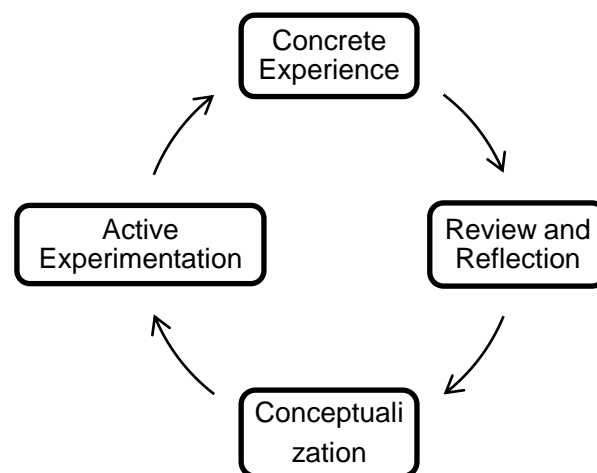 Concrete
Experience
Review and
Reflection
Conceptuali
zation
Active
Experimentation